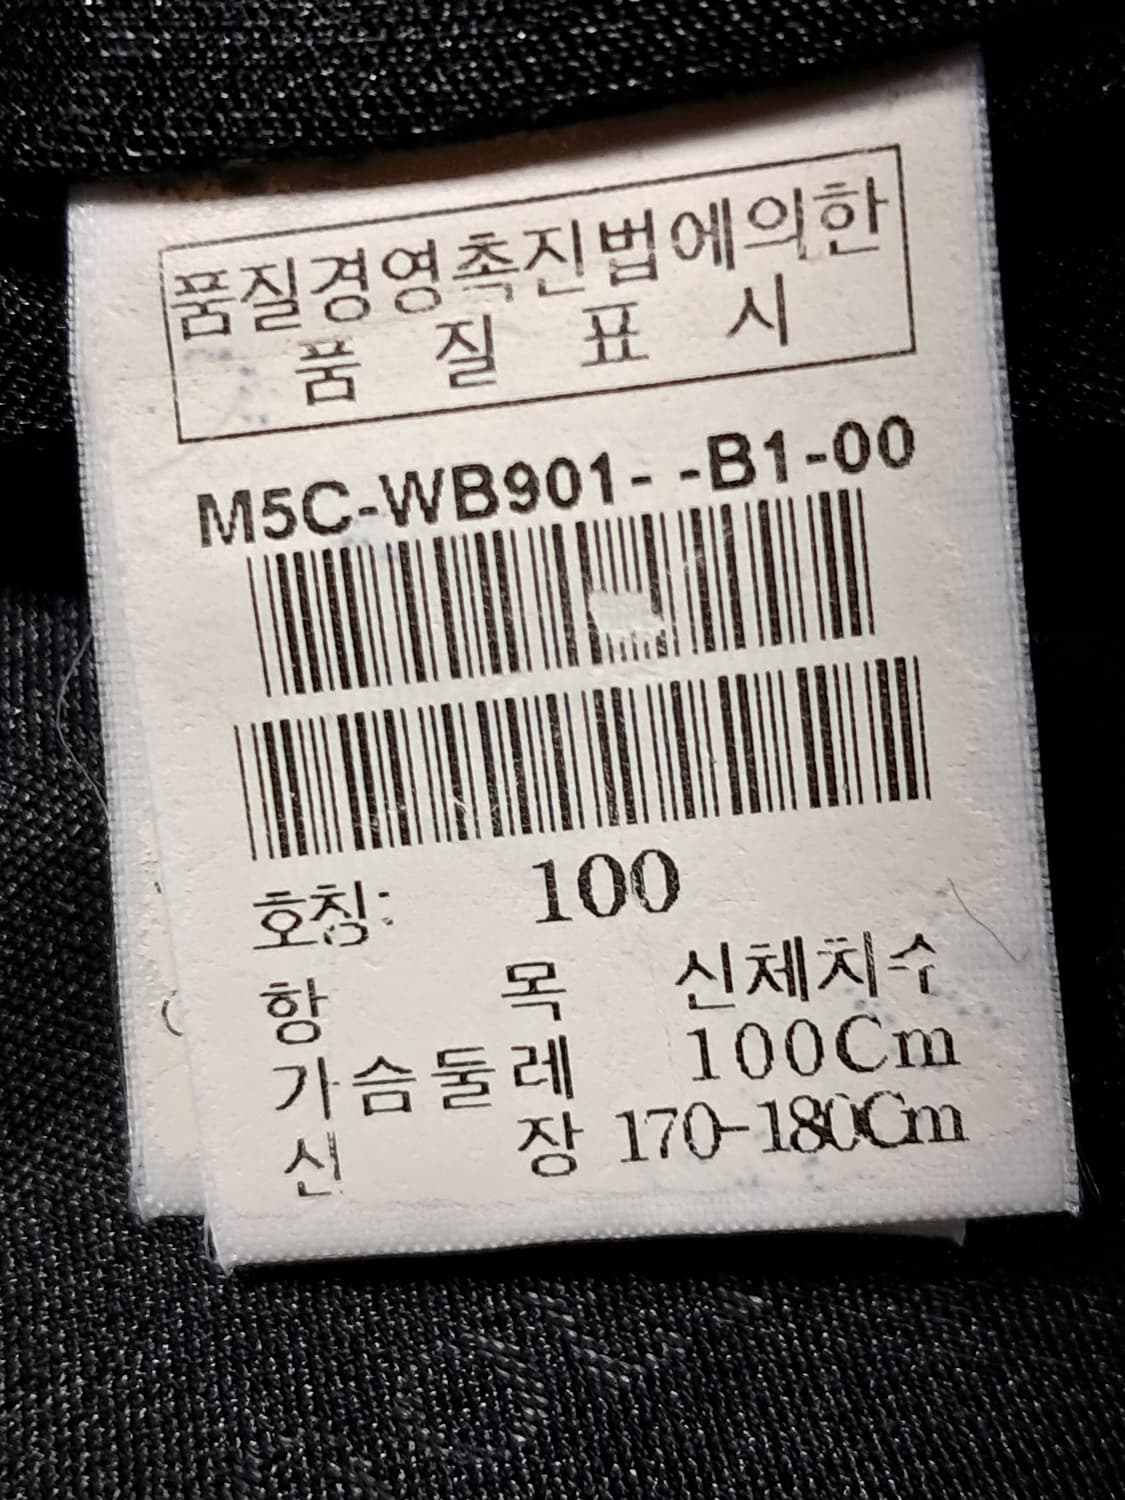 품질경영촉진법에의한
품 질 표 시
M5C-WB901- -B1-00
호칭: 100
항 목 신체치수
가슴둘레 100Cm
신 장 170-180Cm